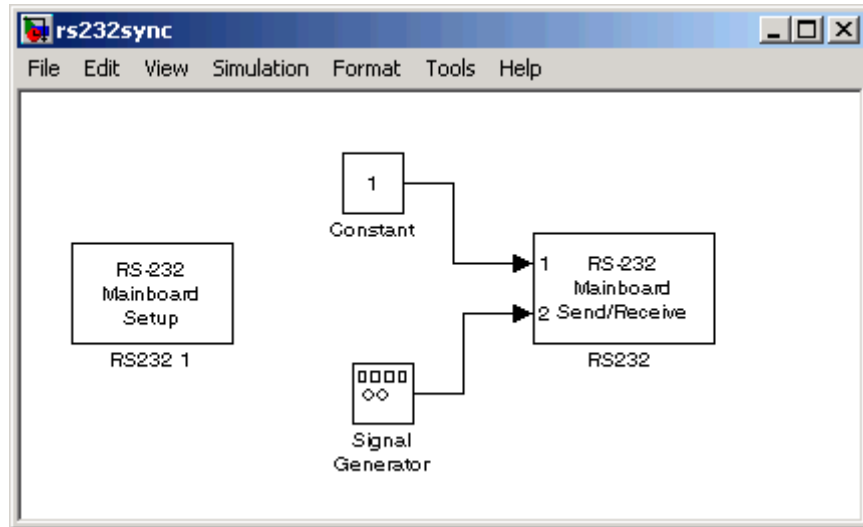 rs232sync
File Edit View Simulation Format Tools Help
1
Constant
RS-232
Mainboard
Setup
RS232 1
1 RS-232
Mainboard
2 Send/Receive
RS232
Signal
Generator